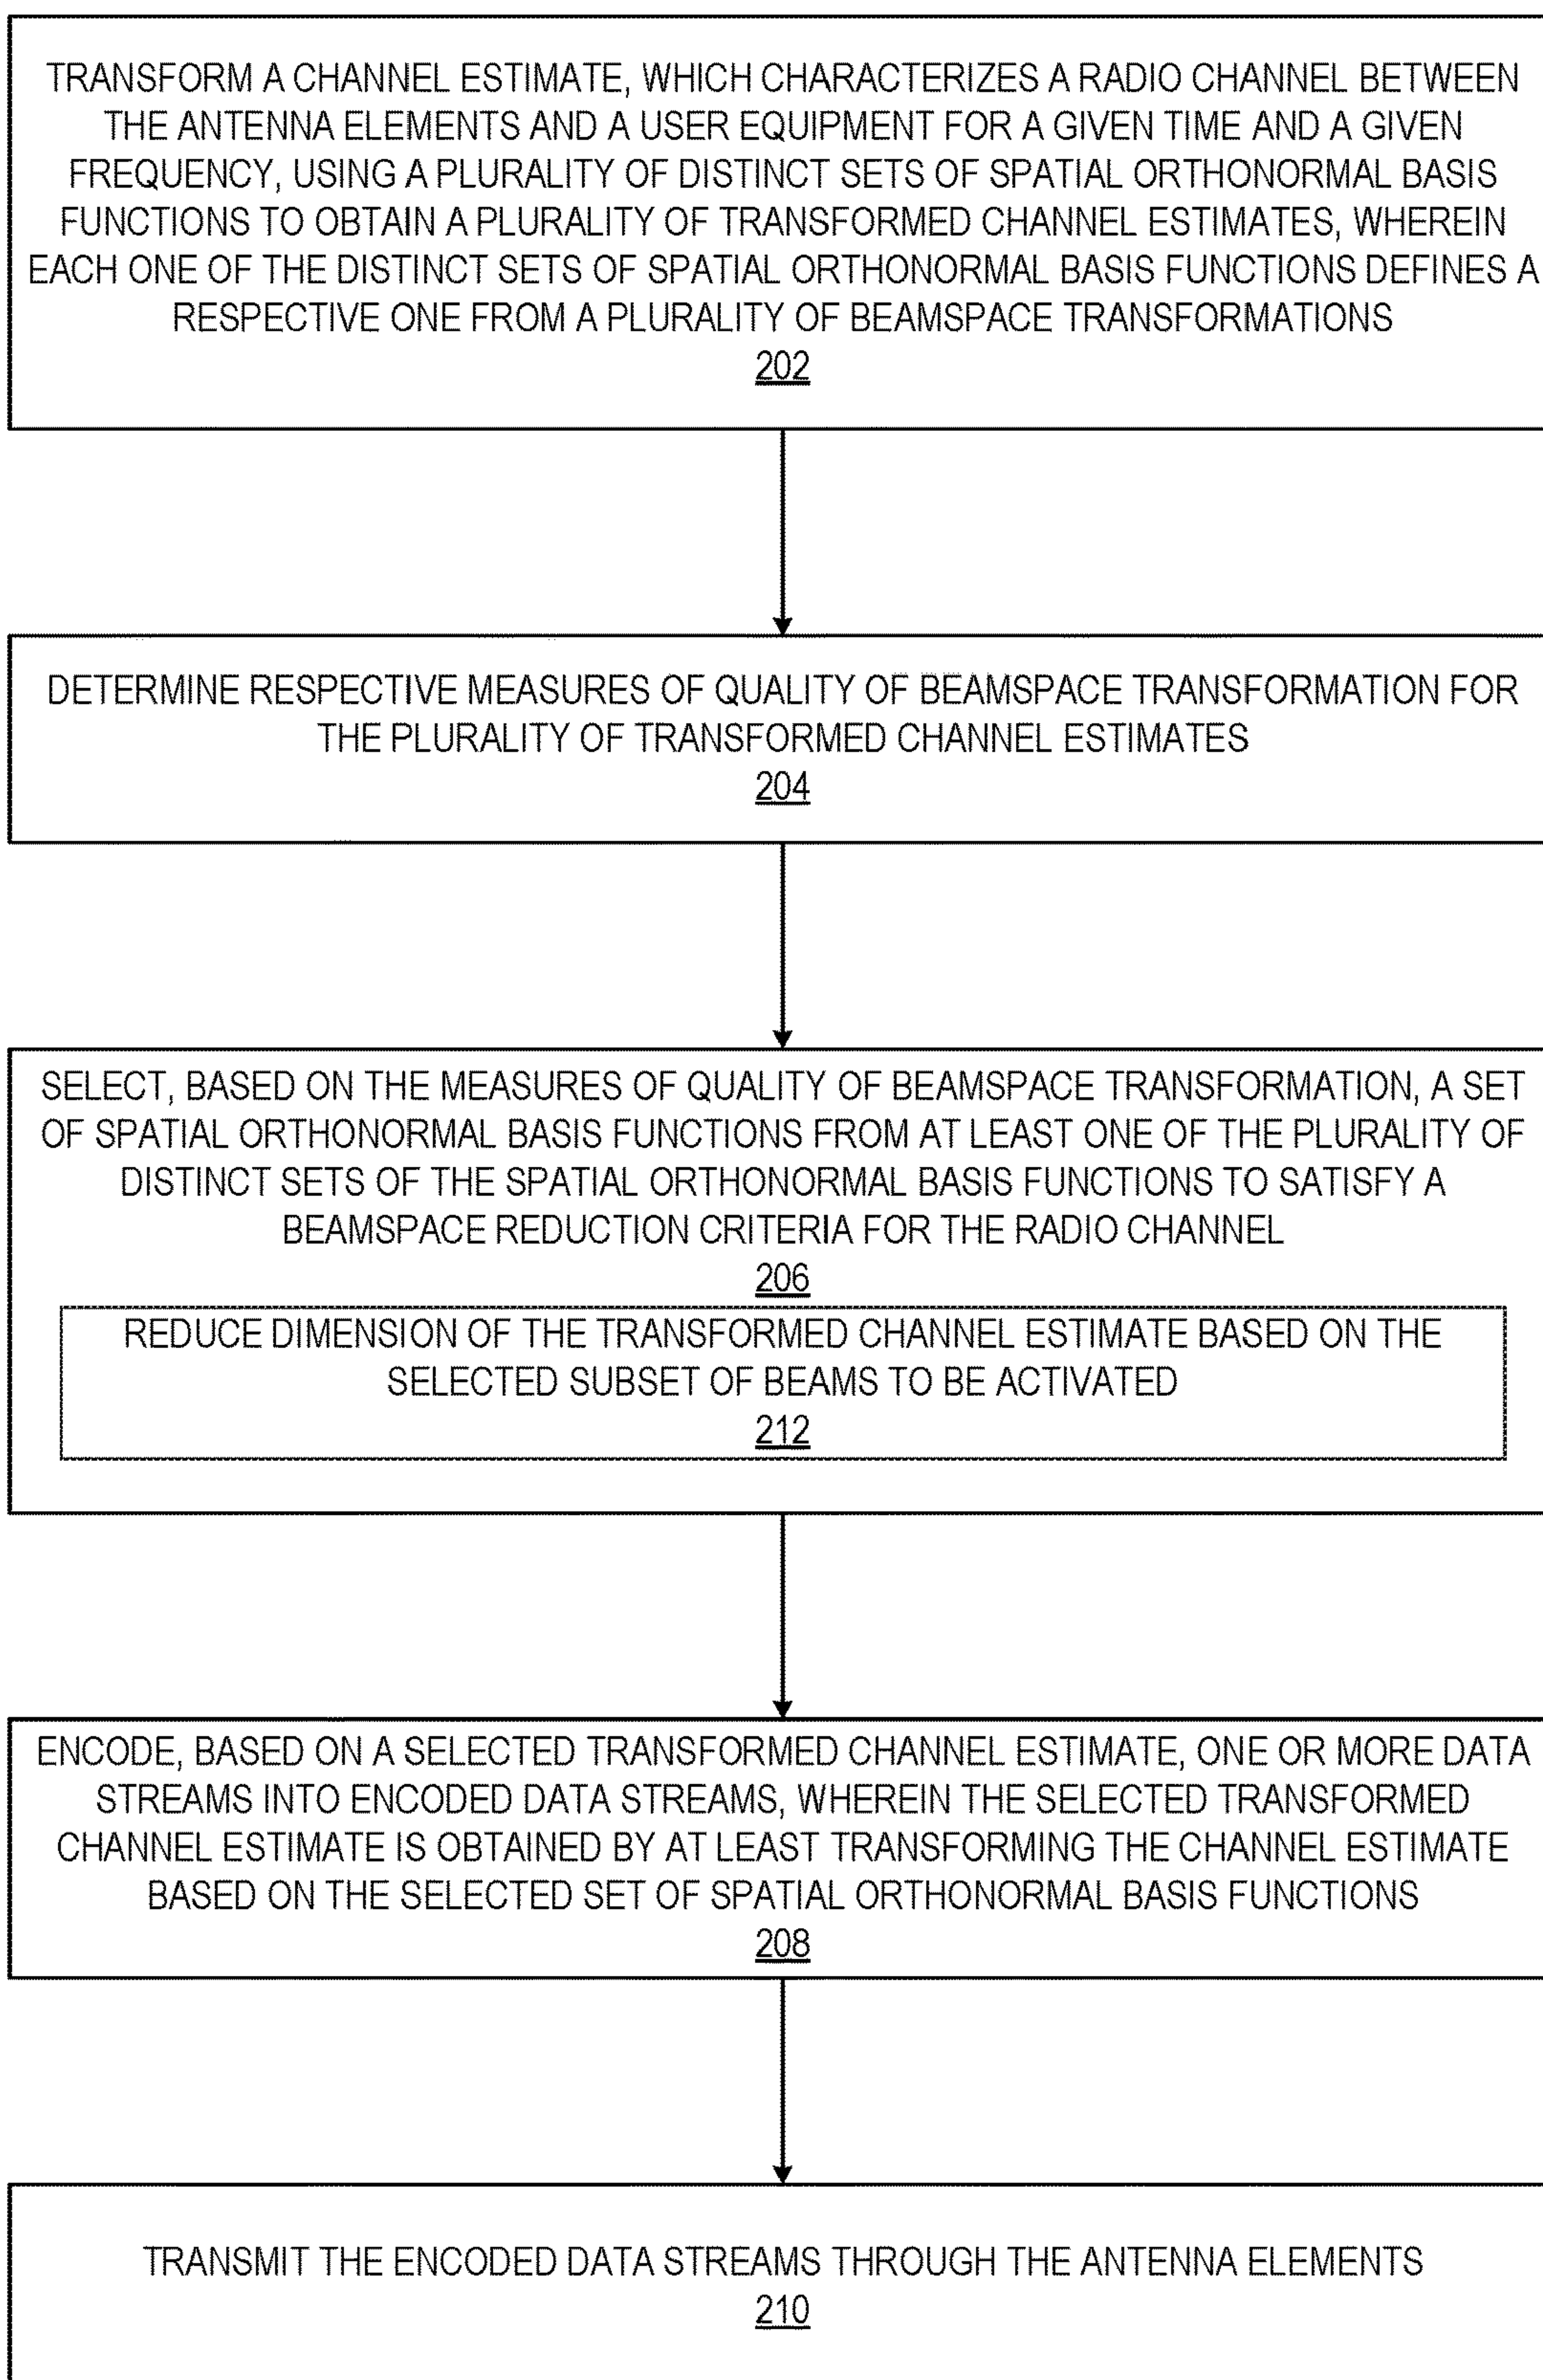 TRANSFORM A CHANNEL ESTIMATE, WHICH CHARACTERIZES A RADIO CHANNEL BETWEEN
THE ANTENNA ELEMENTS AND A USER EQUIPMENT FOR A GIVEN TIME AND A GIVEN
FREQUENCY, USING A PLURALITY OF DISTINCT SETS OF SPATIAL ORTHONORMAL BASIS
FUNCTIONS TO OBTAIN A PLURALITY OF TRANSFORMED CHANNEL ESTIMATES, WHEREIN
EACH ONE OF THE DISTINCT SETS OF SPATIAL ORTHONORMAL BASIS FUNCTIONS DEFINES A
RESPECTIVE ONE FROM A PLURALITY OF BEAMSPACE TRANSFORMATIONS
202
DETERMINE RESPECTIVE MEASURES OF QUALITY OF BEAMSPACE TRANSFORMATION FOR
THE PLURALITY OF TRANSFORMED CHANNEL ESTIMATES
204
SELECT, BASED ON THE MEASURES OF QUALITY OF BEAMSPACE TRANSFORMATION, A SET
OF SPATIAL ORTHONORMAL BASIS FUNCTIONS FROM AT LEAST ONE OF THE PLURALITY OF
DISTINCT SETS OF THE SPATIAL ORTHONORMAL BASIS FUNCTIONS TO SATISFY A
BEAMSPACE REDUCTION CRITERIA FOR THE RADIO CHANNEL
206
REDUCE DIMENSION OF THE TRANSFORMED CHANNEL ESTIMATE BASED ON THE
SELECTED SUBSET OF BEAMS TO BE ACTIVATED
212
ENCODE, BASED ON A SELECTED TRANSFORMED CHANNEL ESTIMATE, ONE OR MORE DATA
STREAMS INTO ENCODED DATA STREAMS, WHEREIN THE SELECTED TRANSFORMED
CHANNEL ESTIMATE IS OBTAINED BY AT LEAST TRANSFORMING THE CHANNEL ESTIMATE
BASED ON THE SELECTED SET OF SPATIAL ORTHONORMAL BASIS FUNCTIONS
208
TRANSMIT THE ENCODED DATA STREAMS THROUGH THE ANTENNA ELEMENTS
210